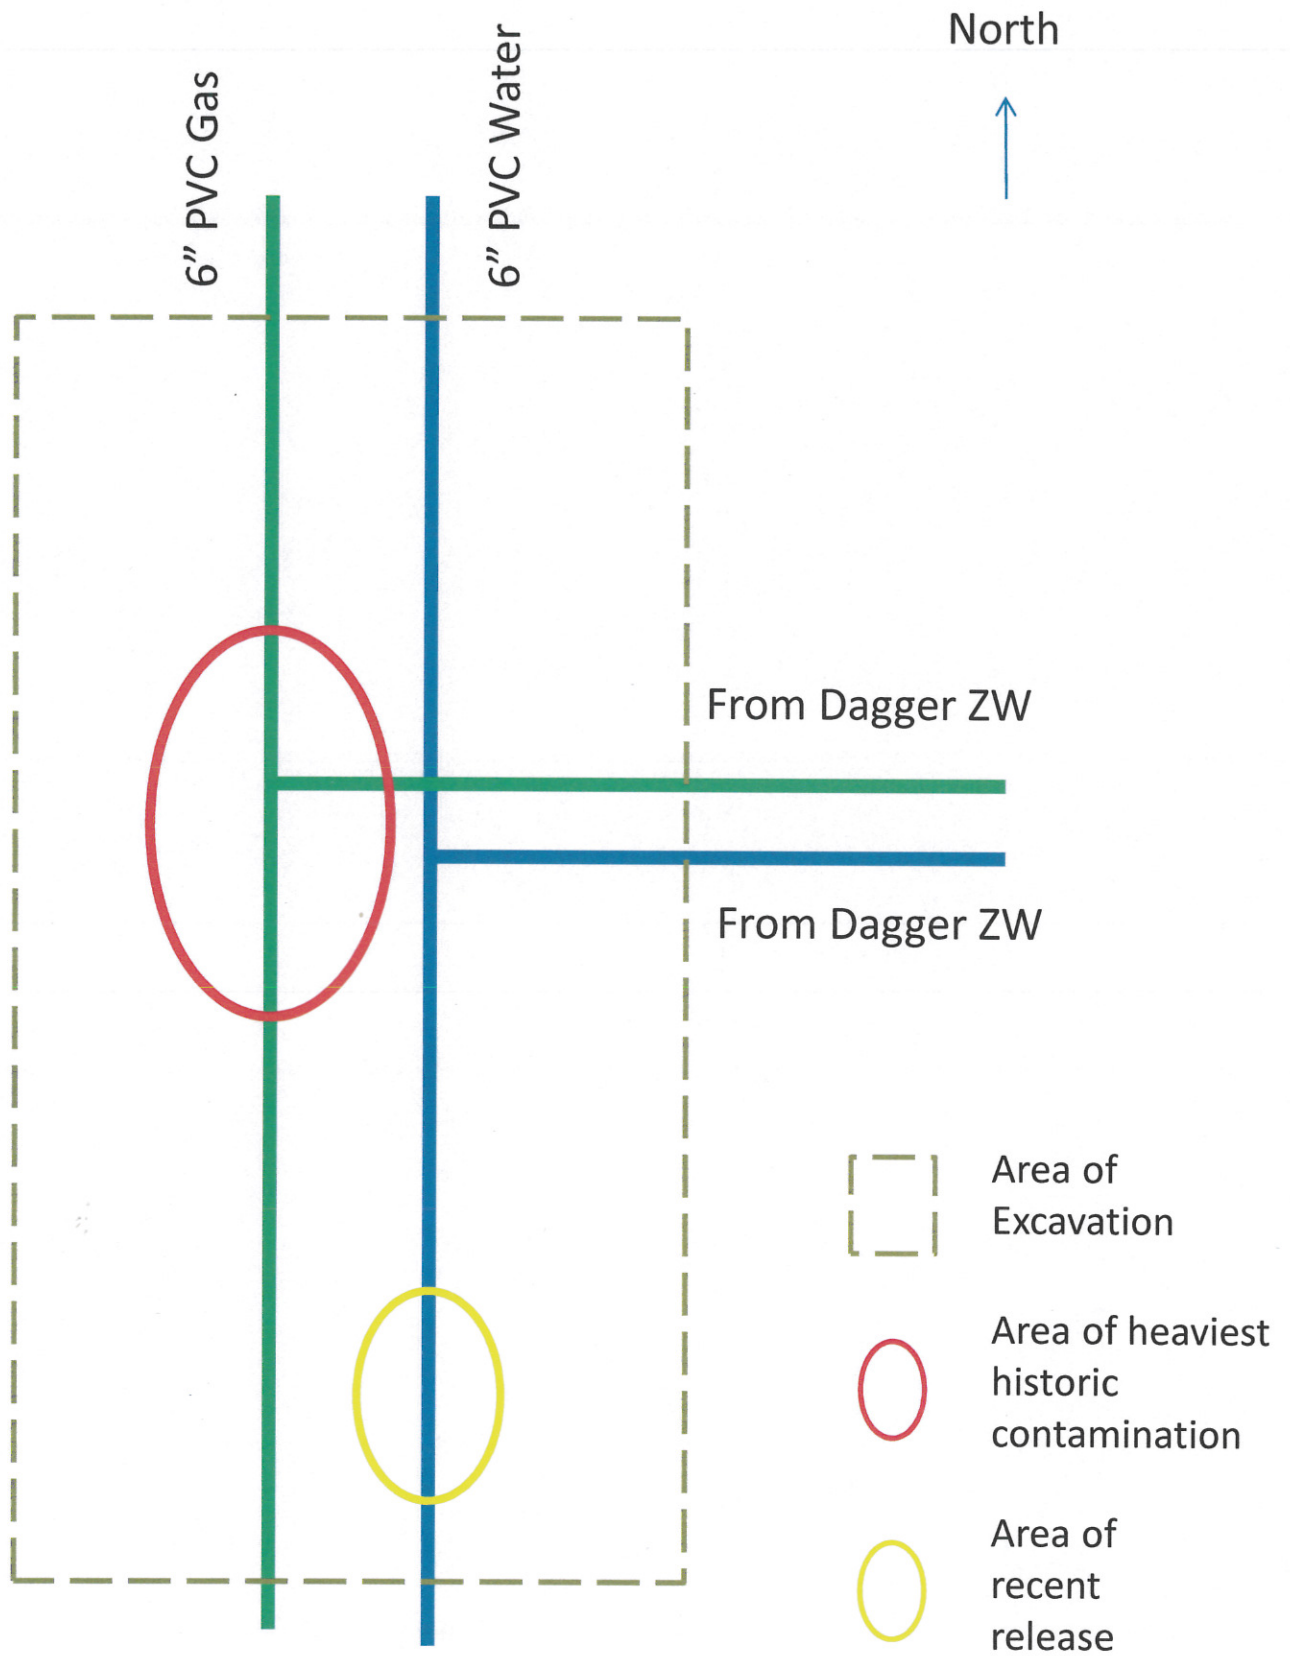 North
6” PVC Gas
6” PVC Water
From Dagger ZW
From Dagger ZW
Area of
Excavation
Area of heaviest
historic
contamination
Area of
recent
release